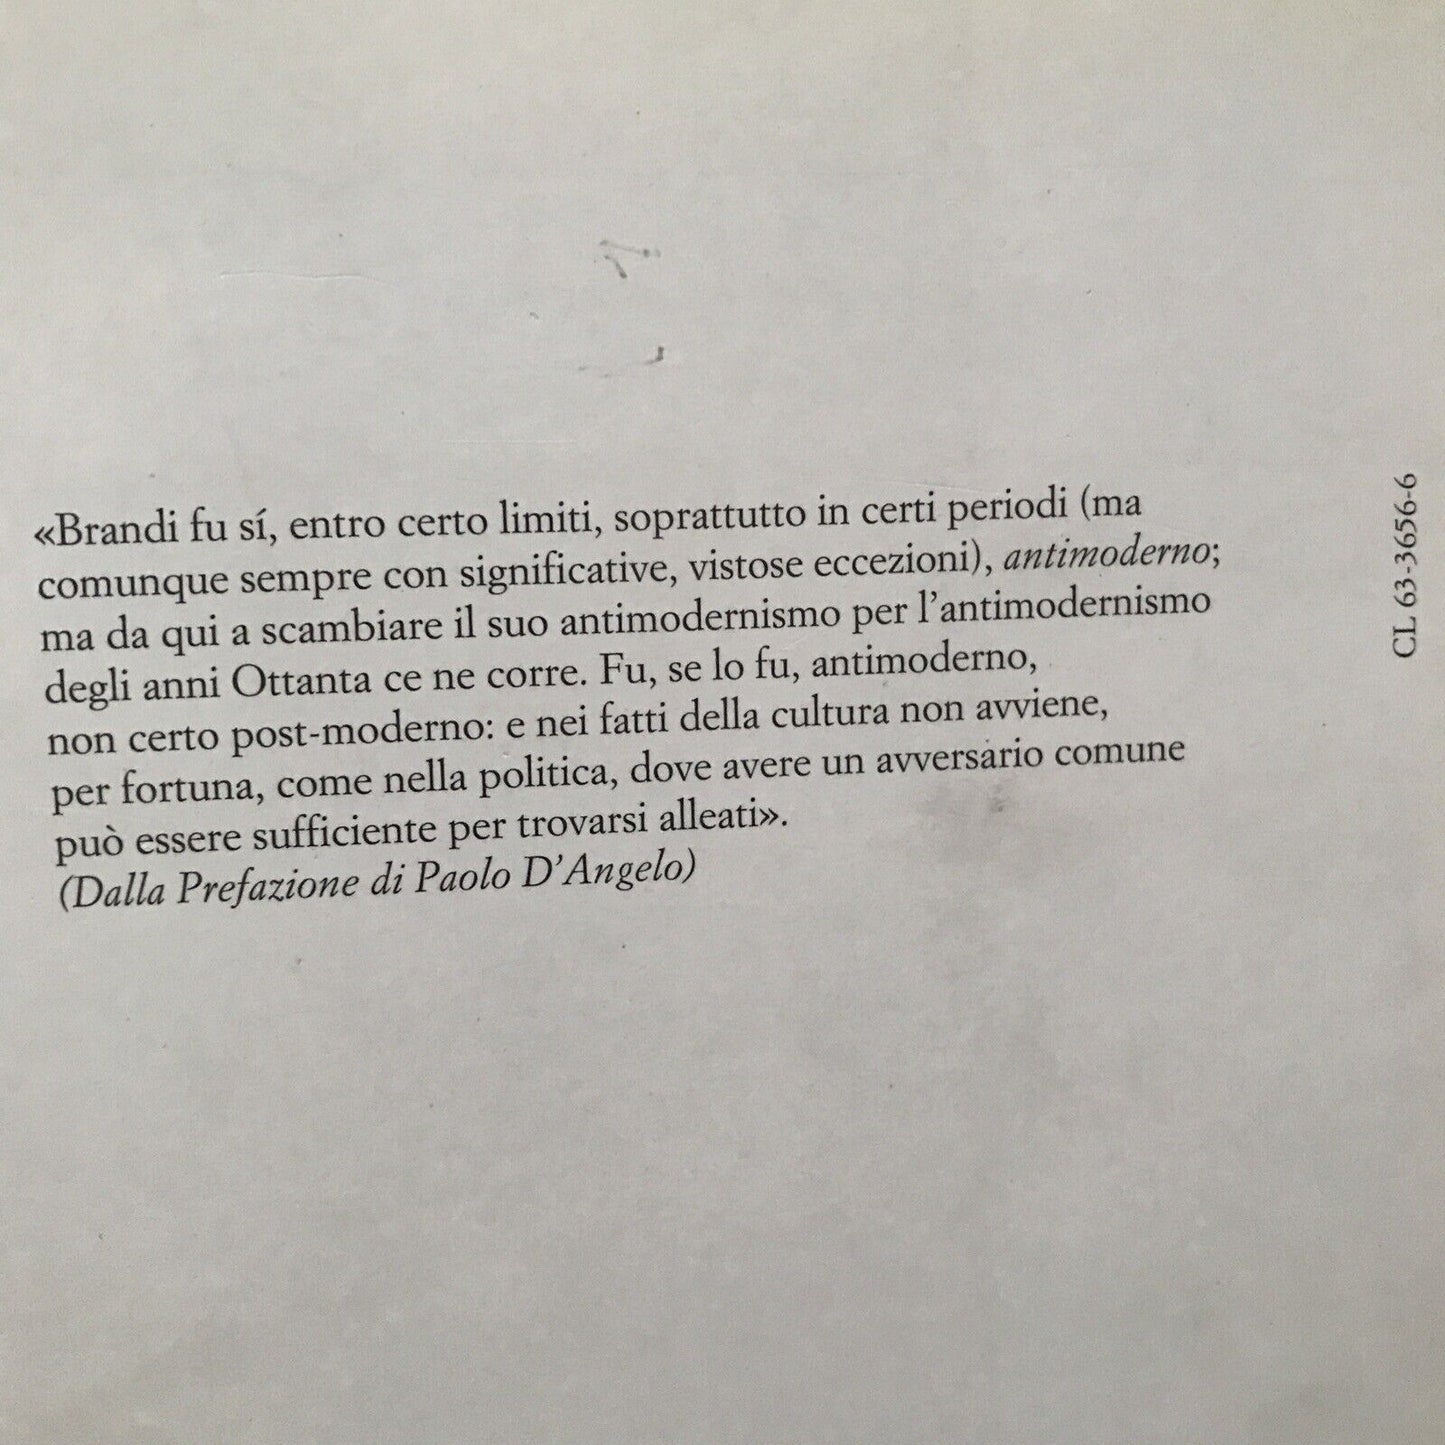 «Brandi fu sí, entro certo limiti, soprattutto in certi periodi (ma
comunque sempre con significative, vistose eccezioni), antimoderno;
ma da qui a scambiare il suo antimodernismo per l'antimodernismo
degli anni Ottanta ce ne corre. Fu, se lo fu, antimoderno,
non certo post-moderno: e nei fatti della cultura non avviene,
per fortuna, come nella politica, dove avere un avversario comune
può essere sufficiente per trovarsi alleati».
(Dalla Prefazione di Paolo D'Angelo)
CL 63-3656-6